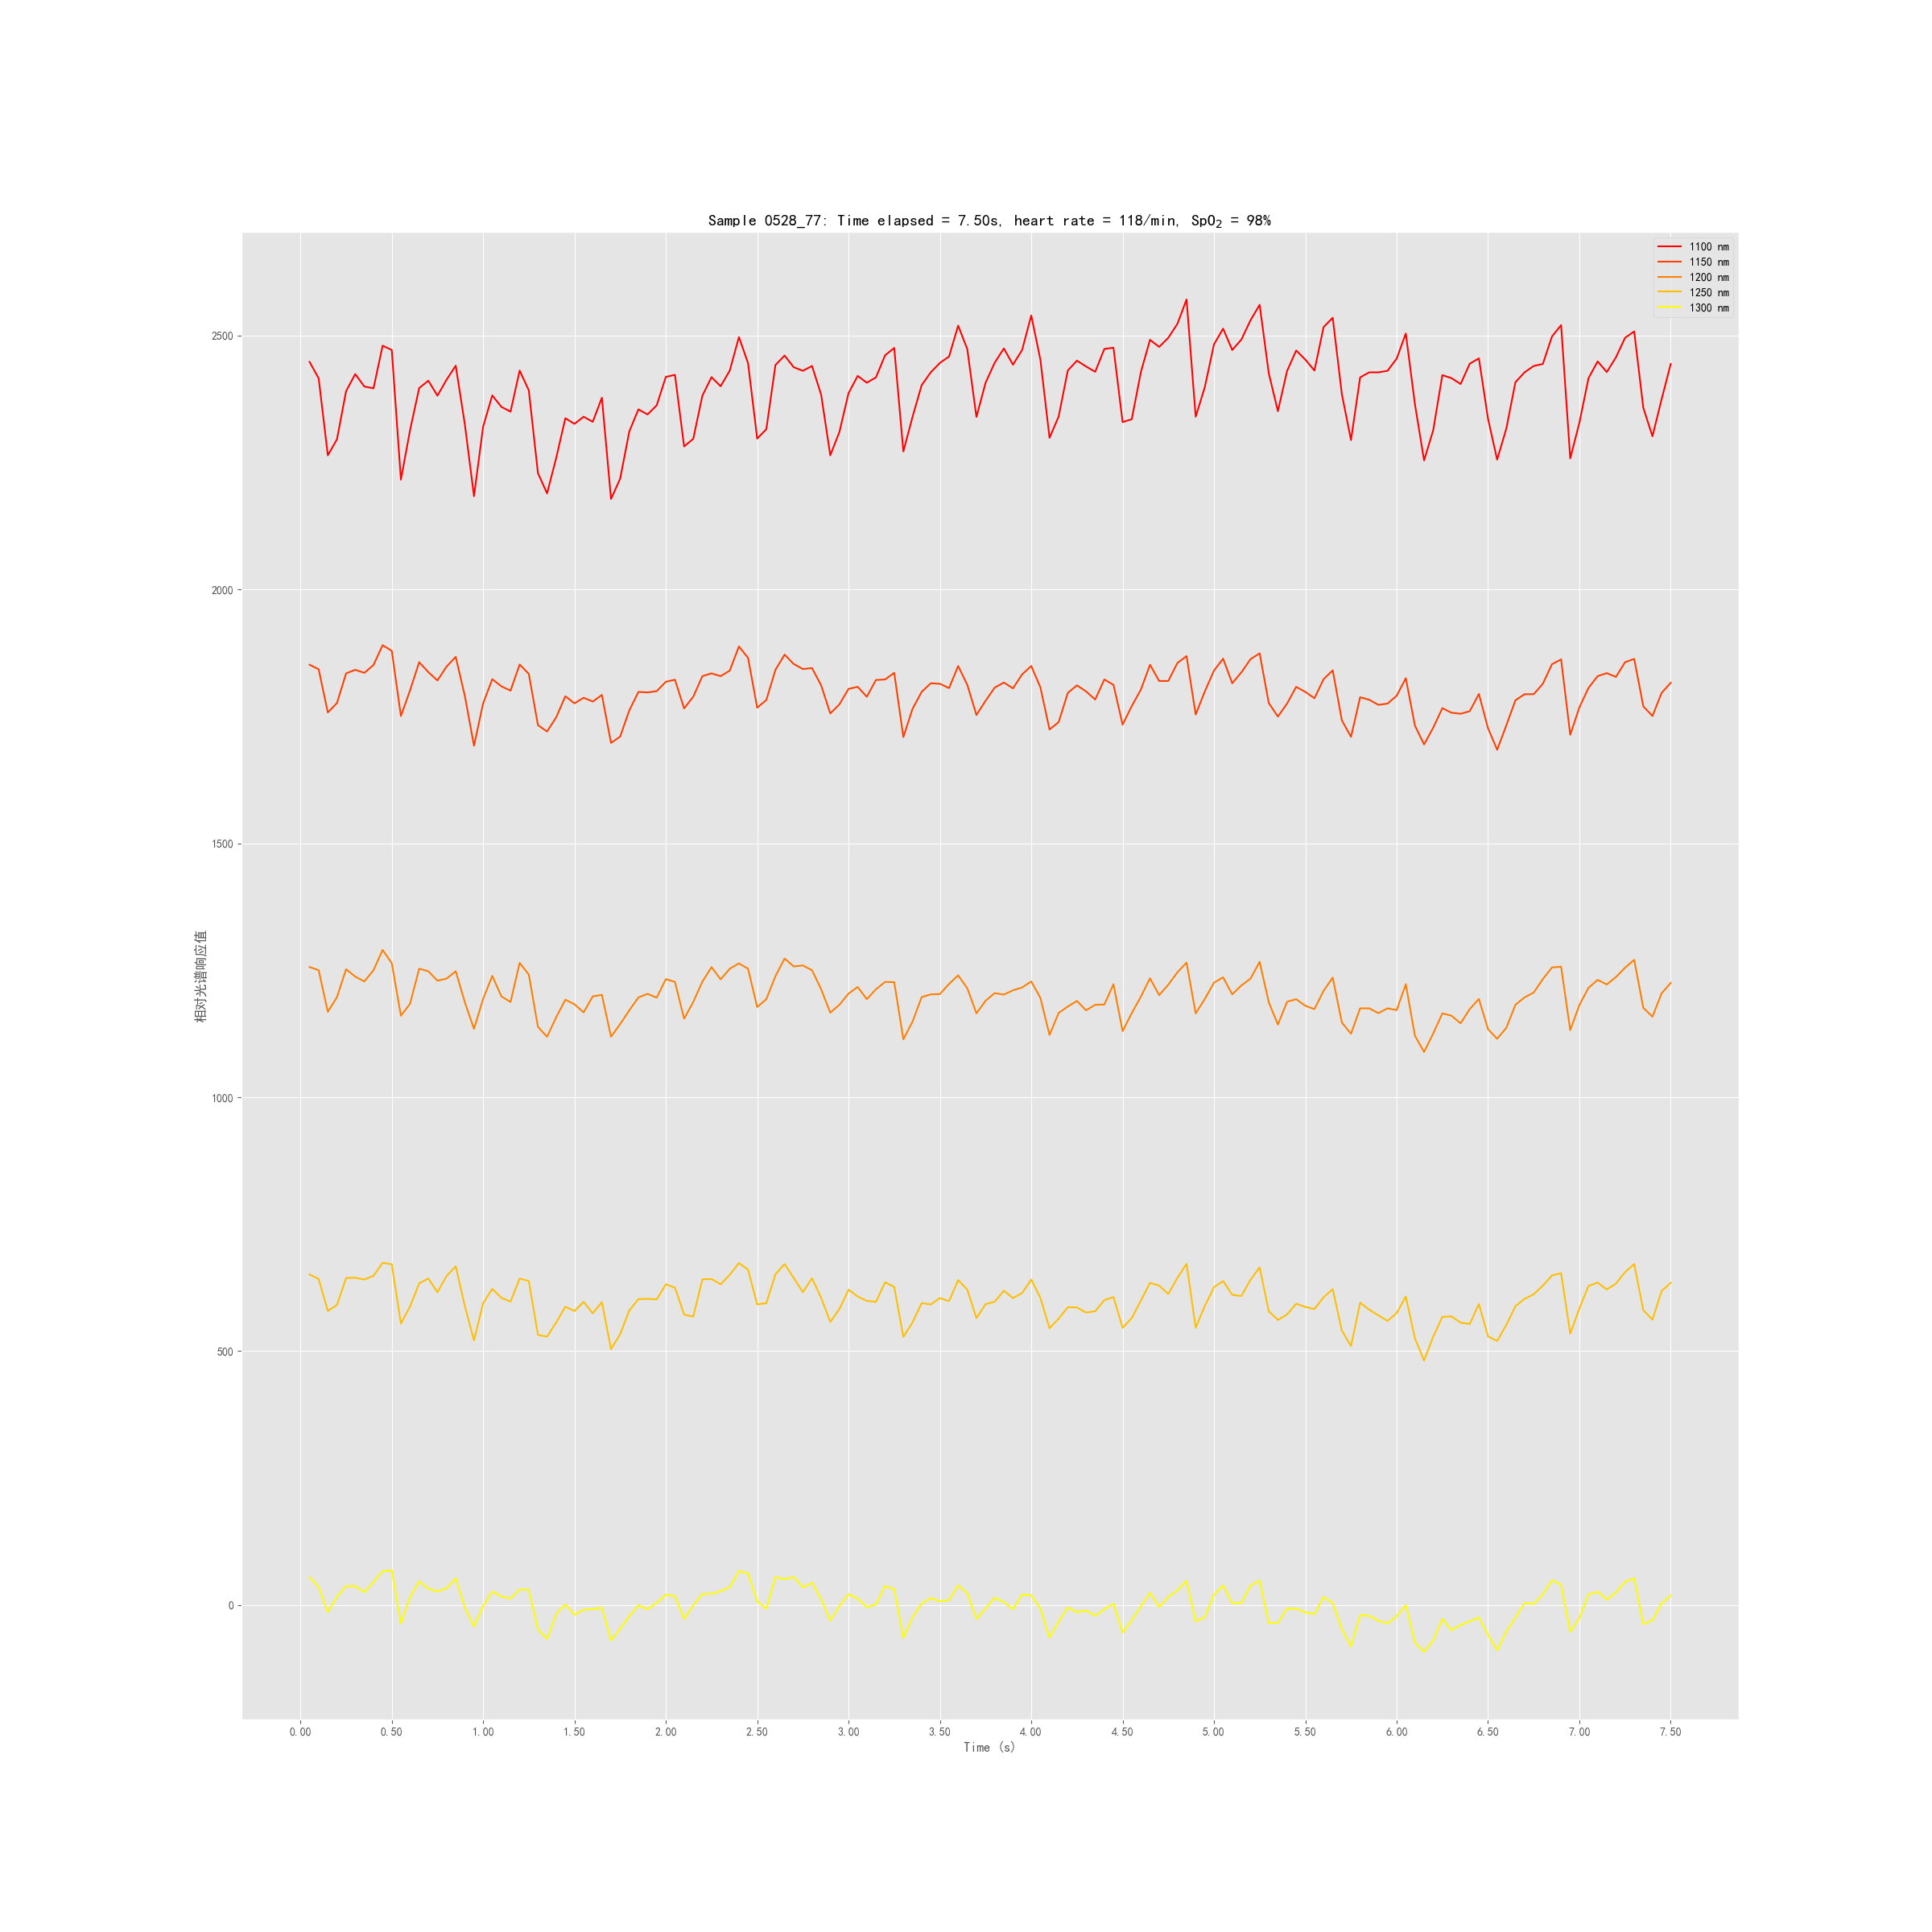 Sample 0528_77: Time elapsed = 7.50s, heart rate = 118/min, SpO2 = 98%
1100 nm
1150 nm
1200 nm
1250 nm
1300 nm
2500
2000
1500
1000
500
0
相对光谱响应值
0.00 0.50 1.00 1.50 2.00 2.50 3.00 3.50 4.00 4.50 5.00 5.50 6.00 6.50 7.00 7.50
Time (s)